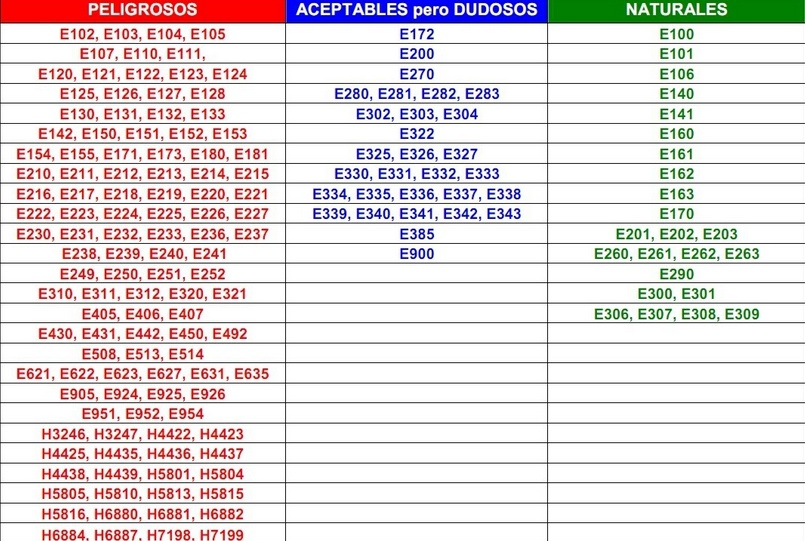 PELIGROSOS ACEPTABLES pero DUDOSOS NATURALES
E102, E103, E104, E105 E172 E100
E107, E110, E111, E200 E101
E120, E121, E122, E123, E124 E270 E106
E125, E126, E127, E128 E280, E281, E282, E283 E140
E130, E131, E132, E133 E302, E303, E304 E141
E142, E150, E151, E152, E153 E322 E160
E154, E155, E171, E173, E180, E181 E325, E326, E327 E161
E210, E211, E212, E213, E214, E215 E330, E331, E332, E333 E162
E216, E217, E218, E219, E220, E221 E334, E335, E336, E337, E338 E163
E222, E223, E224, E225, E226, E227 E339, E340, E341, E342, E343 E170
E230, E231, E232, E233, E236, E237 E385 E201, E202, E203
E238, E239, E240, E241 E900 E260, E261, E262, E263
E249, E250, E251, E252 E290
E310, E311, E312, E320, E321 E300, E301
E405, E406, E407 E306, E307, E308, E309
E430, E431, E442, E450, E492
E508, E513, E514
E621, E622, E623, E627, E631, E635
E905, E924, E925, E926
E951, E952, E954
H3246, H3247, H4422, H4423
H4425, H4435, H4436, H4437
H4438, H4439, H5801, H5804
H5805, H5810, H5813, H5815
H5816, H6880, H6881, H6882
H6884, H6887, H7198, H7199